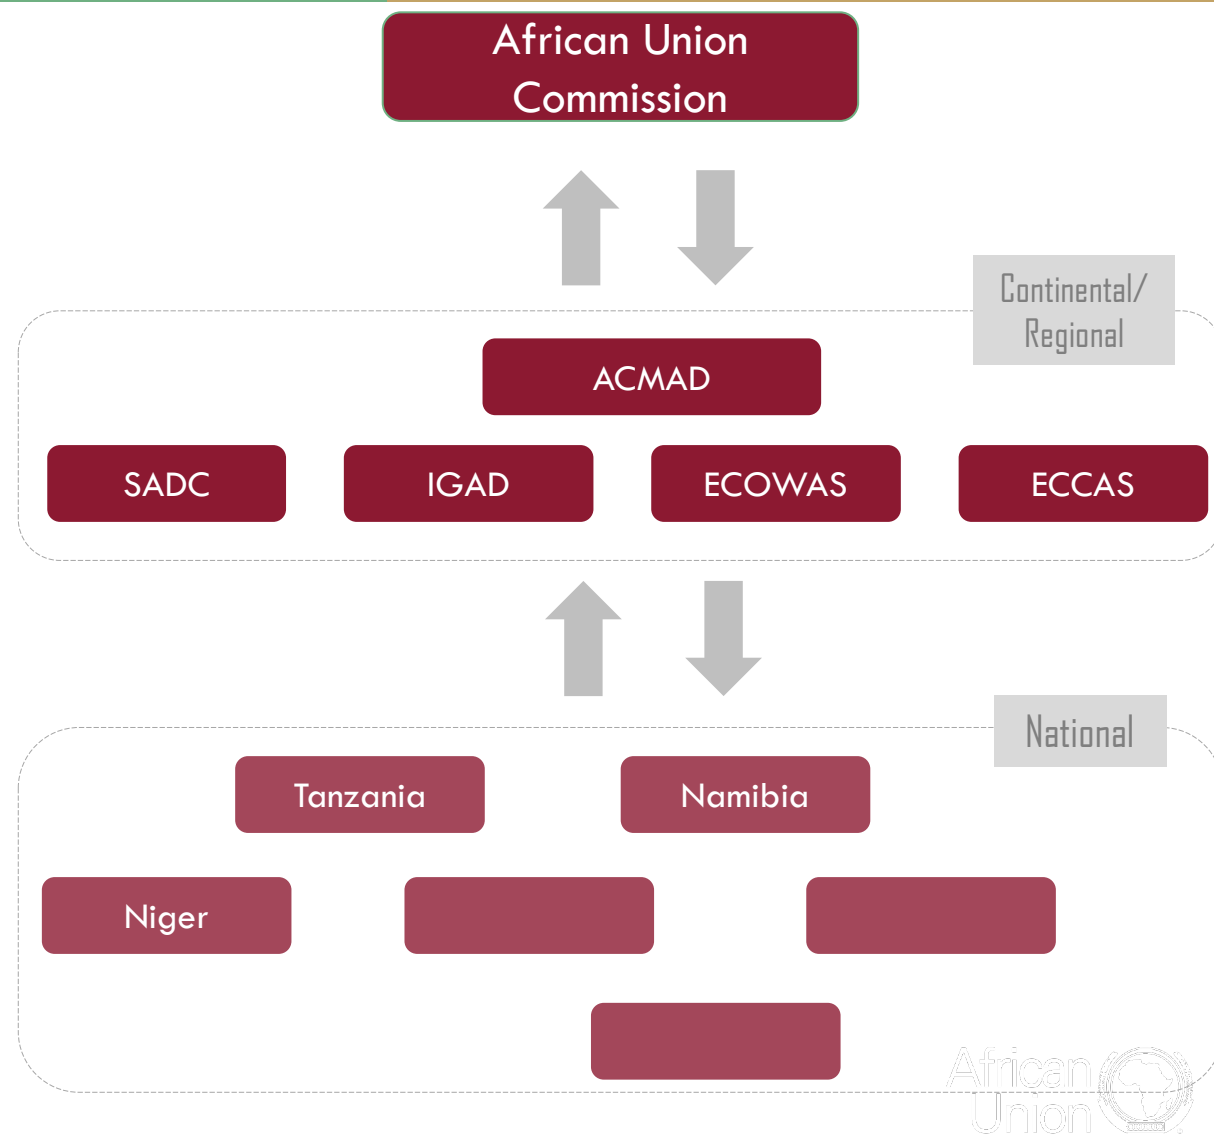 African Union
Commission
Continental/
Regional
ACMAD
SADC
IGAD
ECOWAS
ECCAS
National
Tanzania
Namibia
Niger
African
Union